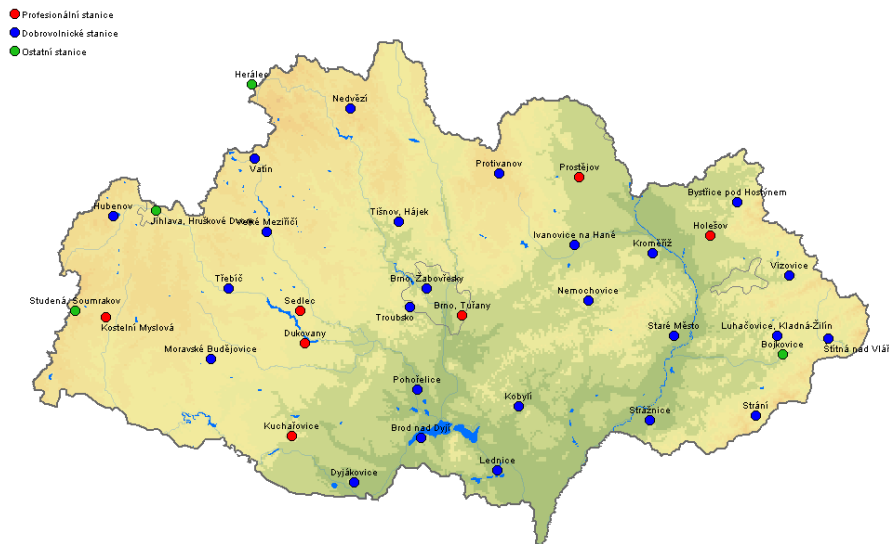 Profesionální stanice
Dobrovolnické stanice
Ostatní stanice
Herálec
Nedvězí
Vatín
Protivanov
Prostějov
Bystřice pod Hostýnem
Hubenov
Jihlava, Hruškové Dvory
Velké Meziříčí
Tišnov, Hájek
Ivanovice na Hané
Kroměříž
Holešov
Vizovice
Třebíč
Brno, Žabovřesky
Nemochovice
Studená, Soumrakov
Sedlec
Troubsko
Brno, Tuřany
Kostelní Myslová
Dukovany
Staré Město
Luhačovice, Kladná-Žilín
Moravské Budějovice
Bojkovice
Štítná nad Vlář
Pohořelice
Kobylí
Strážnice
Strání
Kuchařovice
Brod nad Dyjí
Lednice
Dyjákovice